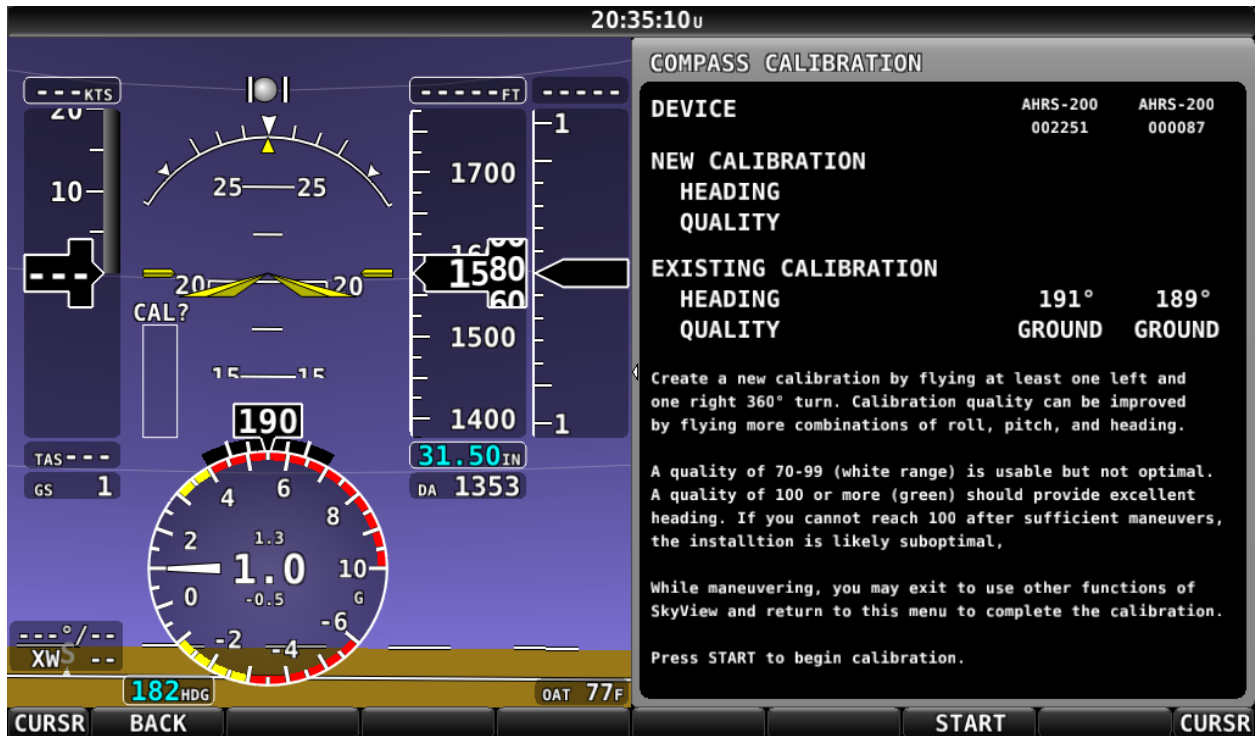 20:35:10U
COMPASS CALIBRATION
---KTS
-----FT
-----
20
10
---
25 25
20 20
CAL?
15 15
190
1700
1580
60
1500
1400
1
1
31.50IN
DA 1353
TAS---
GS 1
4 6
2 8
1.3
1.0 10
0 -0.5 G
-2 -4 -6
---°/--
XW --
S
182HDG
OAT 77F
DEVICE AHRS-200 AHRS-200
002251 000087
NEW CALIBRATION
HEADING
QUALITY
EXISTING CALIBRATION
HEADING 191° 189°
QUALITY GROUND GROUND
Create a new calibration by flying at least one left and
one right 360° turn. Calibration quality can be improved
by flying more combinations of roll, pitch, and heading.
A quality of 70-99 (white range) is usable but not optimal.
A quality of 100 or more (green) should provide excellent
heading. If you cannot reach 100 after sufficient maneuvers,
the installtion is likely suboptimal,
While maneuvering, you may exit to use other functions of
SkyView and return to this menu to complete the calibration.
Press START to begin calibration.
CURSR BACK START CURSR